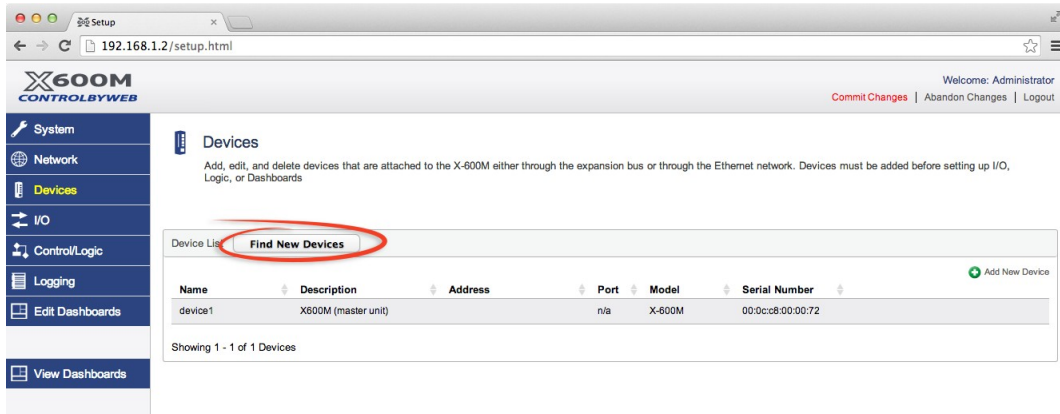 Setup
192.168.1.2/setup.html
X600M
CONTROLBYWEB
Welcome: Administrator
Commit Changes | Abandon Changes | Logout
System
Network
Devices
I/O
Control/Logic
Logging
Edit Dashboards
View Dashboards
Devices
Add, edit, and delete devices that are attached to the X-600M either through the expansion bus or through the Ethernet network. Devices must be added before setting up I/O,
Logic, or Dashboards
Device List Find New Devices
Add New Device
Name Description Address Port Model Serial Number
device1 X600M (master unit) n/a X-600M 00:0c:c8:00:00:72
Showing 1 - 1 of 1 Devices